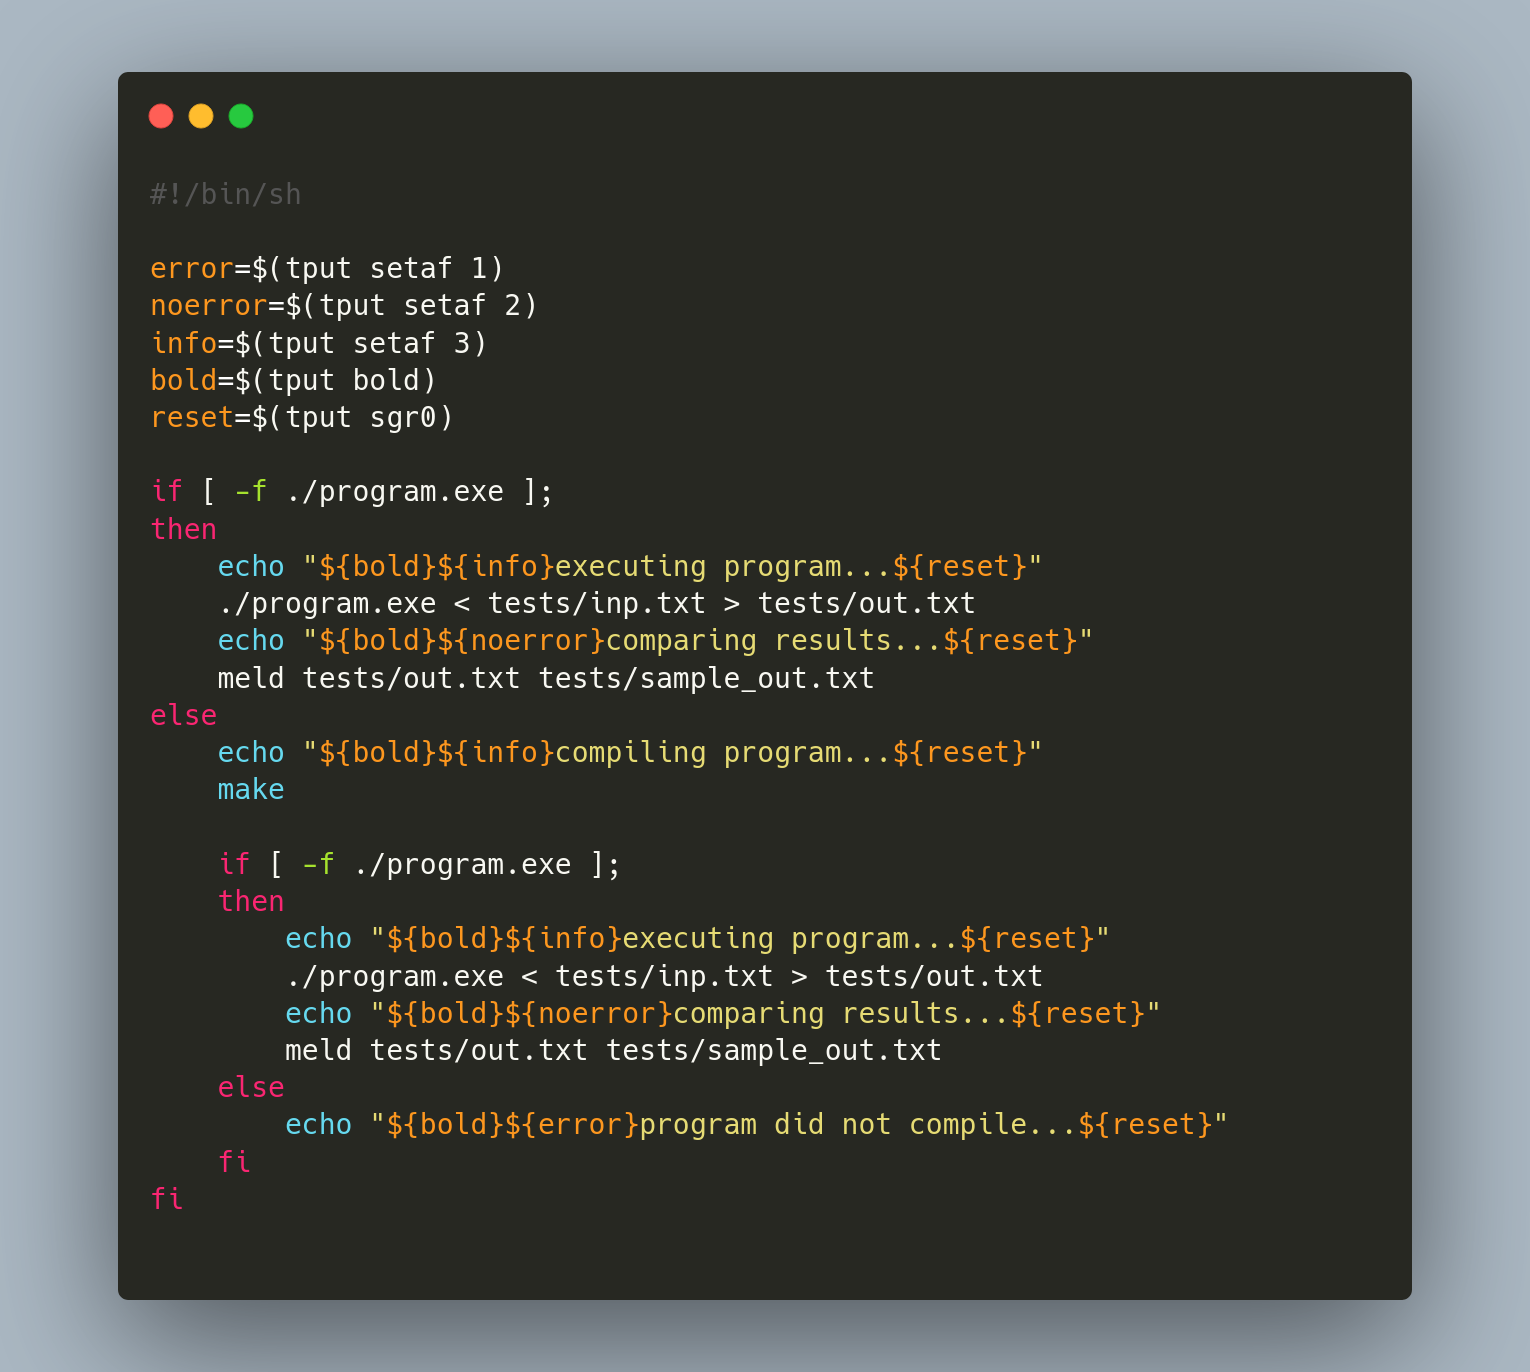 #!/bin/sh

error=$(tput setaf 1)
noerror=$(tput setaf 2)
info=$(tput setaf 3)
bold=$(tput bold)
reset=$(tput sgr0)

if [ -f ./program.exe ];
then
    echo "${bold}${info}executing program...${reset}"
    ./program.exe < tests/inp.txt > tests/out.txt
    echo "${bold}${noerror}comparing results...${reset}"
    meld tests/out.txt tests/sample_out.txt
else
    echo "${bold}${info}compiling program...${reset}"
    make

    if [ -f ./program.exe ];
    then
        echo "${bold}${info}executing program...${reset}"
        ./program.exe < tests/inp.txt > tests/out.txt
        echo "${bold}${noerror}comparing results...${reset}"
        meld tests/out.txt tests/sample_out.txt
    else
        echo "${bold}${error}program did not compile...${reset}"
    fi
fi